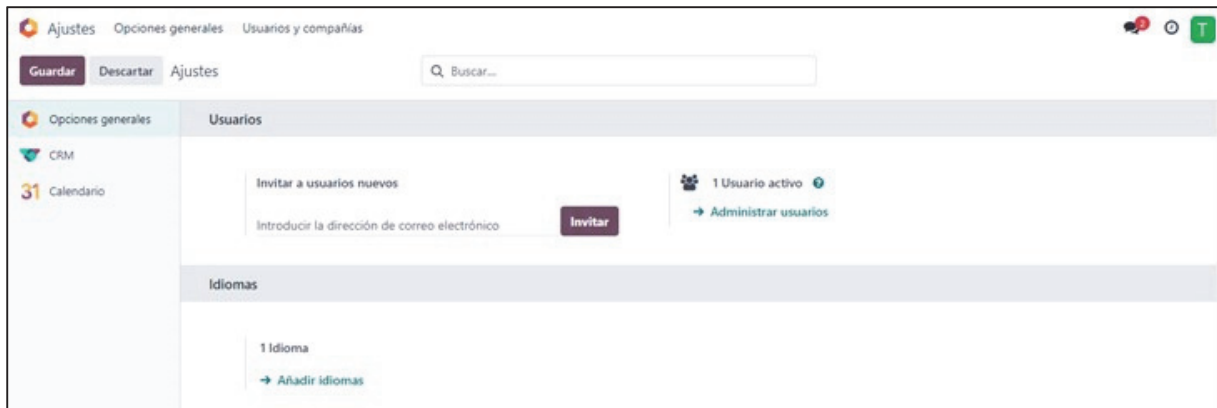 Ajustes Opciones generales Usuarios y compañías 2 T
Guardar Descartar Ajustes Buscar...
Opciones generales Usuarios
CRM
31 Calendario
Invitar a usuarios nuevos 1 Usuario activo ?
Introducir la dirección de correo electrónico Invitar → Administrar usuarios
Idiomas
1 Idioma
→ Añadir idiomas